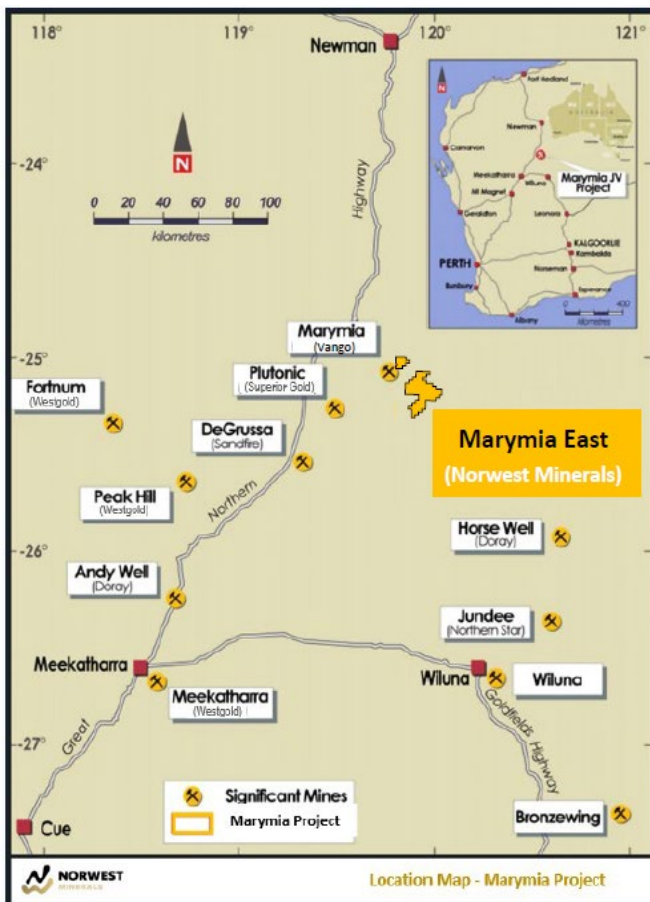 118°
119°
120°
121°
-24°
-25°
-26°
-27°
Newman
N
0 20 40 60 80 100
kilometres
Highway
N
Port Hedland
Newman
Carnarvon
Meekatharra
Wiluna
Mt Magnet
Marymia JV
Project
Geraldton
Leonora
KALGOORLIE
Kambalda
PERTH
Norseman
Bunbury
Esperance
Albany
0 400
kilometres
AUSTRALIA
Marymia
(Vango)
Plutonic
(Superior Gold)
Fortnum
(Westgold)
DeGrussa
(Sandfire)
Marymia East
(Norwest Minerals)
Peak Hill
(Westgold)
Northern
Horse Well
(Doray)
Andy Well
(Doray)
Jundee
(Northern Star)
Meekatharra
Wiluna
Wiluna
Meekatharra
(Westgold)
Great
Goldfields Highway
Significant Mines
Marymia Project
Bronzewing
Cue
NORWEST
MINERALS
Location Map - Marymia Project